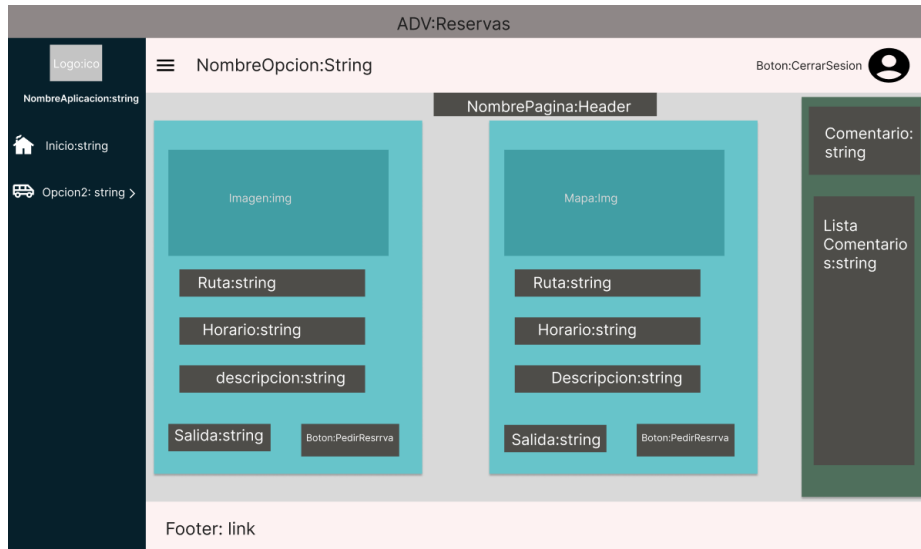 ADV:Reservas
Logo:ico
NombreAplicacion:string
Inicio:string
Opcion2: string
NombreOpcion:String
Boton:CerrarSesion
NombrePagina:Header
Imagen:img
Ruta:string
Horario:string
descripcion:string
Salida:string
Boton:PedirResrrva
Mapa:Img
Ruta:string
Horario:string
Descripcion:string
Salida:string
Boton:PedirResrrva
Comentario:
string
Lista
Comentario
s:string
Footer: link